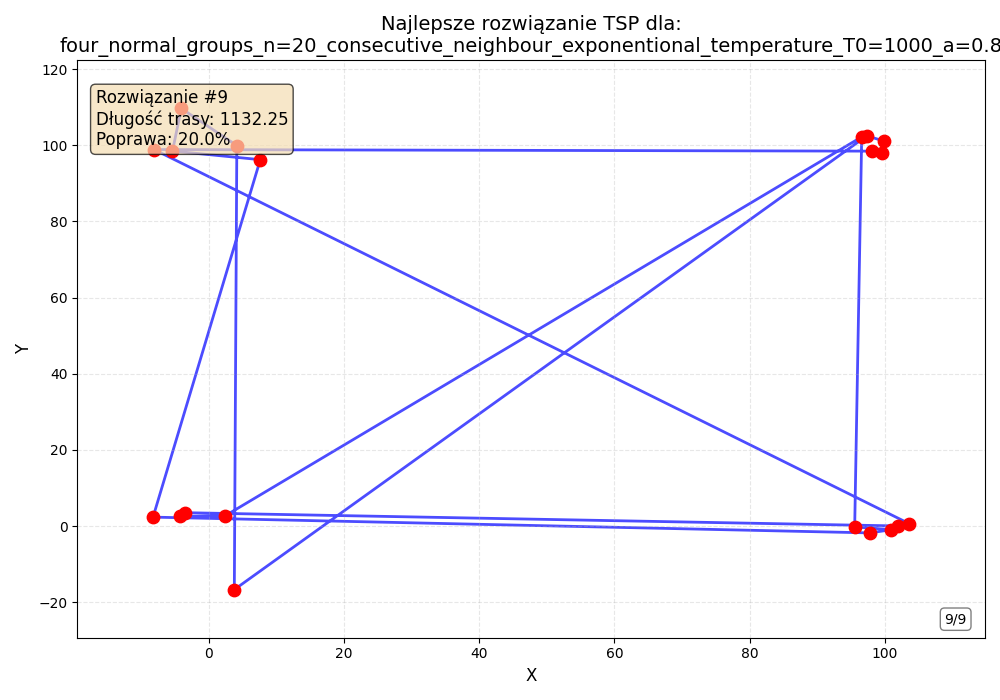 Najlepsze rozwiązanie TSP dla:
four_normal_groups_n=20_consecutive_neighbour_exponentional_temperature_T0=1000_a=0.8
Rozwiązanie #9
Długość trasy: 1132.25
Poprawa: 20.0%
120
100
80
60
40
20
0
−20
Y
0
20
40
60
80
100
X
9/9